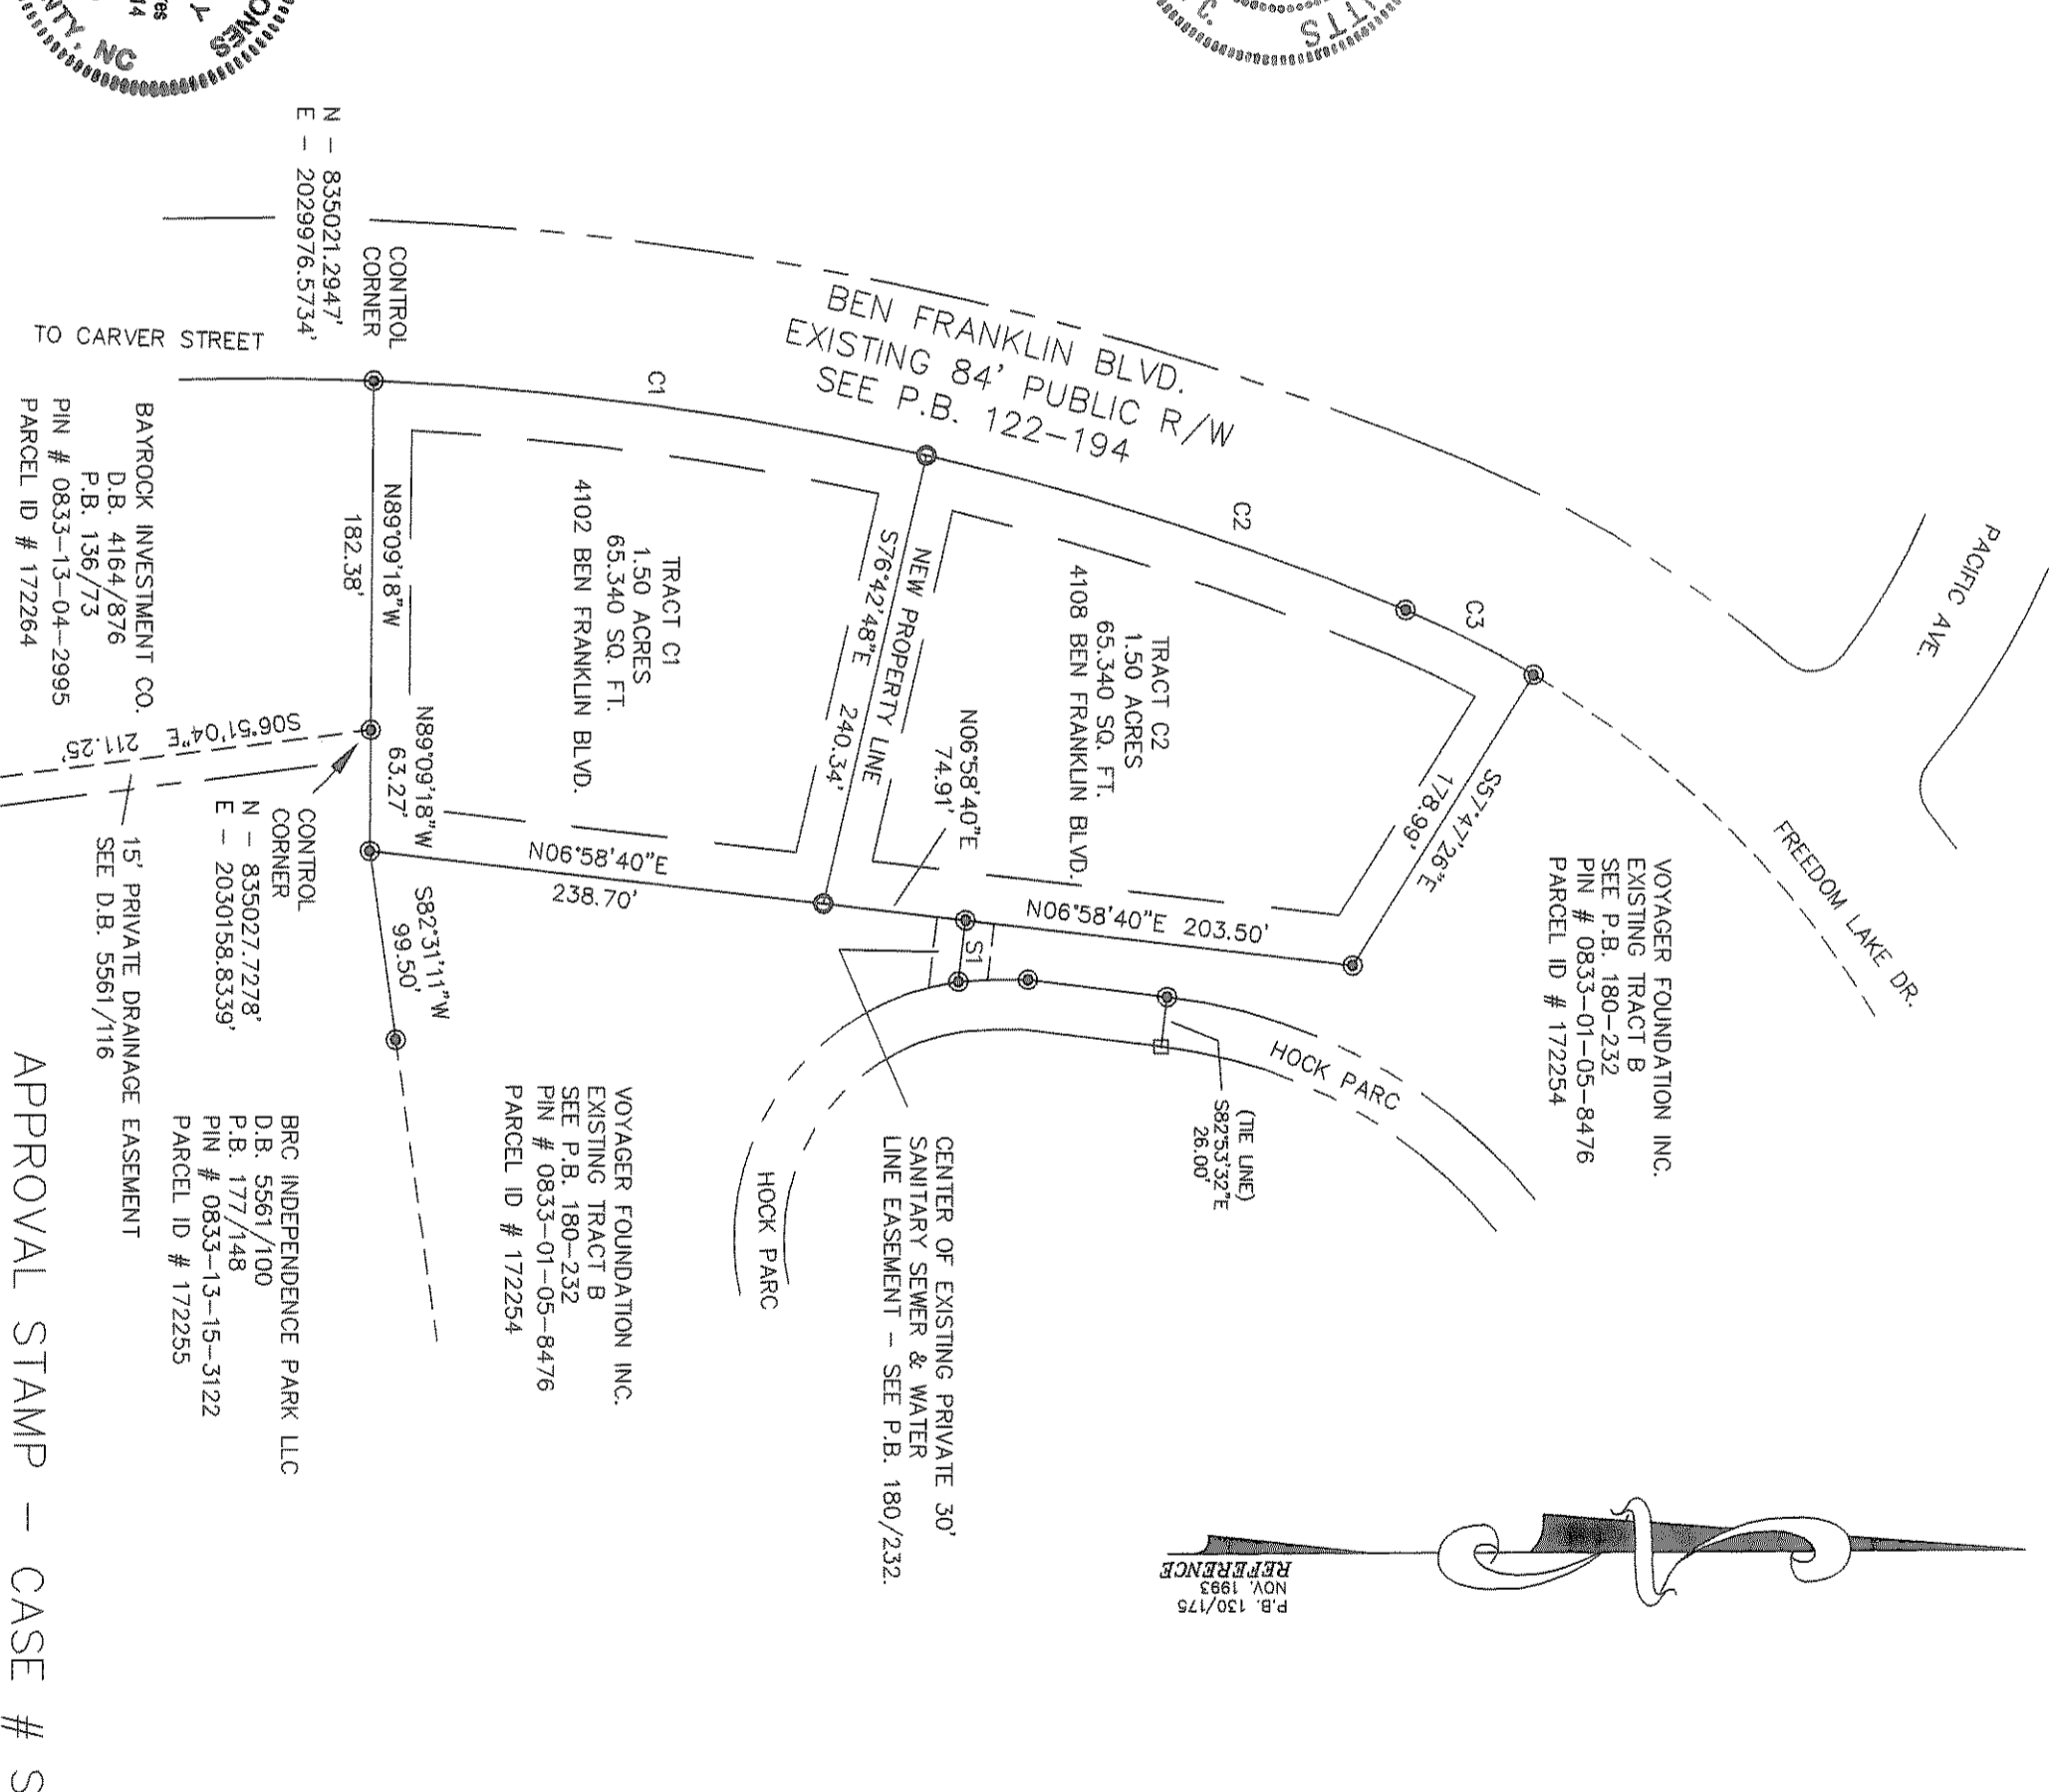 ONES
Y
res
14
NTY, NC
ITTS
C.
N - 835021.2947'
E - 2029976.5734'
CONTROL
CORNER
TO CARVER STREET
BEN FRANKLIN BLVD.
EXISTING 84' PUBLIC R/W
SEE P.B. 122-194
PACIFIC AVE.
FREEDOM LAKE DR.
C1
C2
C3
BAYROCK INVESTMENT CO.
D.B. 4164/876
P.B. 136/73
PIN # 0833-13-04-2995
PARCEL ID # 172264
N89°09'18"W
182.38'
N89°09'18"W
63.27'
TRACT C1
1.50 ACRES
65.340 SQ. FT.
4102 BEN FRANKLIN BLVD.
NEW PROPERTY LINE
S76°42'48"E 240.34'
TRACT C2
1.50 ACRES
65.340 SQ. FT.
4108 BEN FRANKLIN BLVD.
N06°58'40"E
74.91'
S57°47'26"E
178.99'
N06°58'40"E
238.70'
N06°58'40"E 203.50'
S1
S06°51'04"E
211.25'
CONTROL
CORNER
N - 835027.7278'
E - 2030158.8339'
15' PRIVATE DRAINAGE EASEMENT
SEE D.B. 5561/116
S82°31'11"W
99.50'
VOYAGER FOUNDATION INC.
EXISTING TRACT B
SEE P.B. 180-232
PIN # 0833-01-05-8476
PARCEL ID # 172254
HOCK PARC
(TIE LINE)
S82°53'32"E
26.00'
HOCK PARC
VOYAGER FOUNDATION INC.
EXISTING TRACT B
SEE P.B. 180-232
PIN # 0833-01-05-8476
PARCEL ID # 172254
BRC INDEPENDENCE PARK LLC
D.B. 5561/100
P.B. 177/148
PIN # 0833-13-15-3122
PARCEL ID # 172255
CENTER OF EXISTING PRIVATE 30'
SANITARY SEWER & WATER
LINE EASEMENT - SEE P.B. 180/232.
P.B. 130/175
NOV. 1993
REFERENCE
APPROVAL STAMP - CASE # S